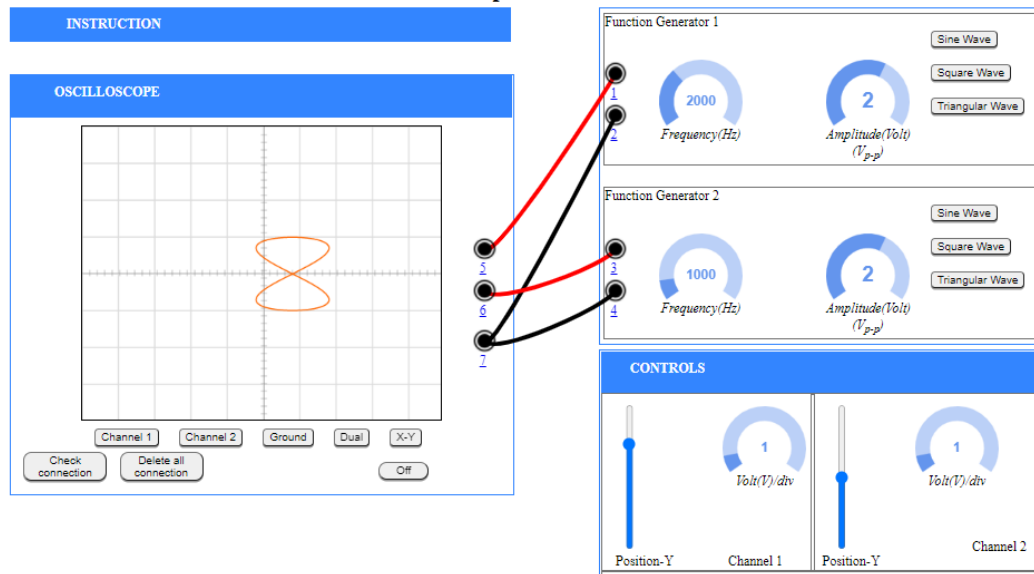 INSTRUCTION
OSCILLOSCOPE
Channel 1
Channel 2
Ground
Dual
X-Y
Check
connection
Delete all
connection
Off
5
6
7
Function Generator 1
1
2
2000
Frequency(Hz)
2
Amplitude(Volt)
(Vp-p)
Sine Wave
Square Wave
Triangular Wave
Function Generator 2
3
4
1000
Frequency(Hz)
2
Amplitude(Volt)
(Vp-p)
Sine Wave
Square Wave
Triangular Wave
CONTROLS
1
Volt(V)/div
Position-Y
Channel 1
1
Volt(V)/div
Position-Y
Channel 2